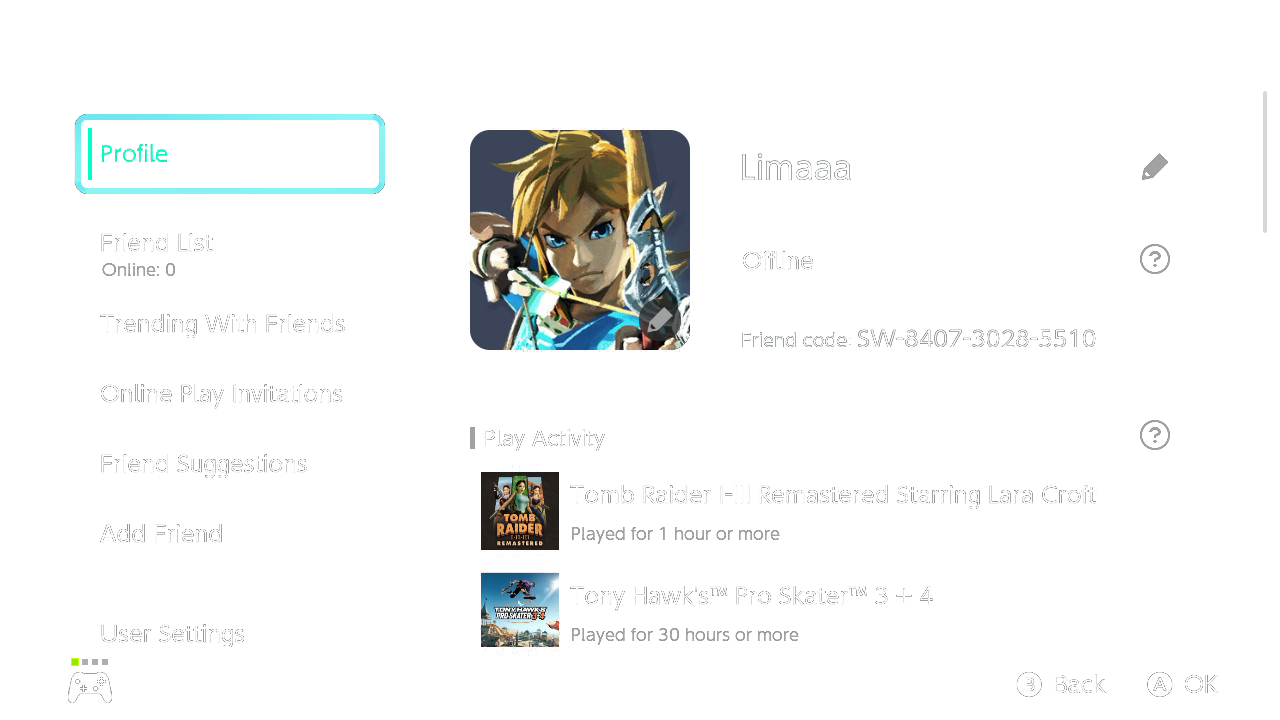 Profile
Friend List
Online: 0
Trending With Friends
Online Play Invitations
Friend Suggestions
Add Friend
User Settings
Limaaa
Offline
?
Friend code: SW-8407-3028-5510
Play Activity
?
TOMB RAIDER I•II•III REMASTERED
Tomb Raider I-III Remastered Starring Lara Croft
Played for 1 hour or more
TONY HAWK'S PRO SKATER 3+4
Tony Hawk's™ Pro Skater™ 3 + 4
Played for 30 hours or more
B Back
A OK